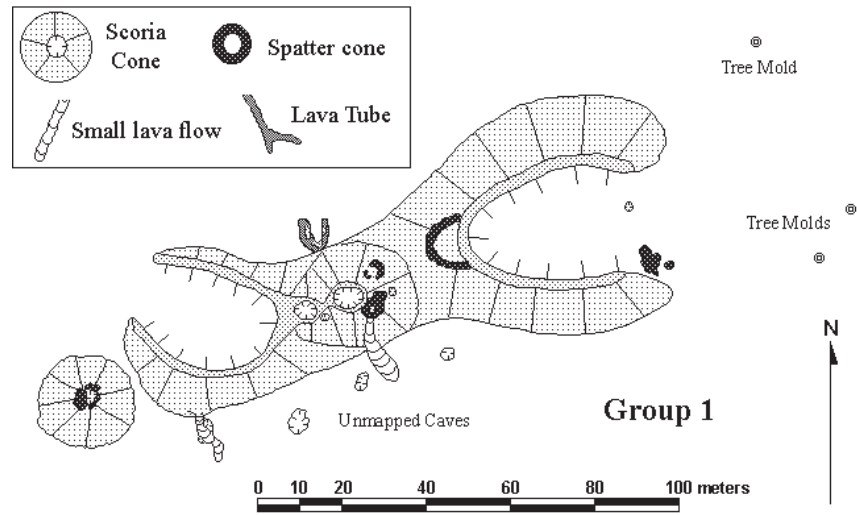 Scoria
Cone
Spatter cone
Small lava flow
Lava Tube
Tree Mold
Tree Molds
N
Unmapped Caves
Group 1
0 10 20 40 60 80 100 meters